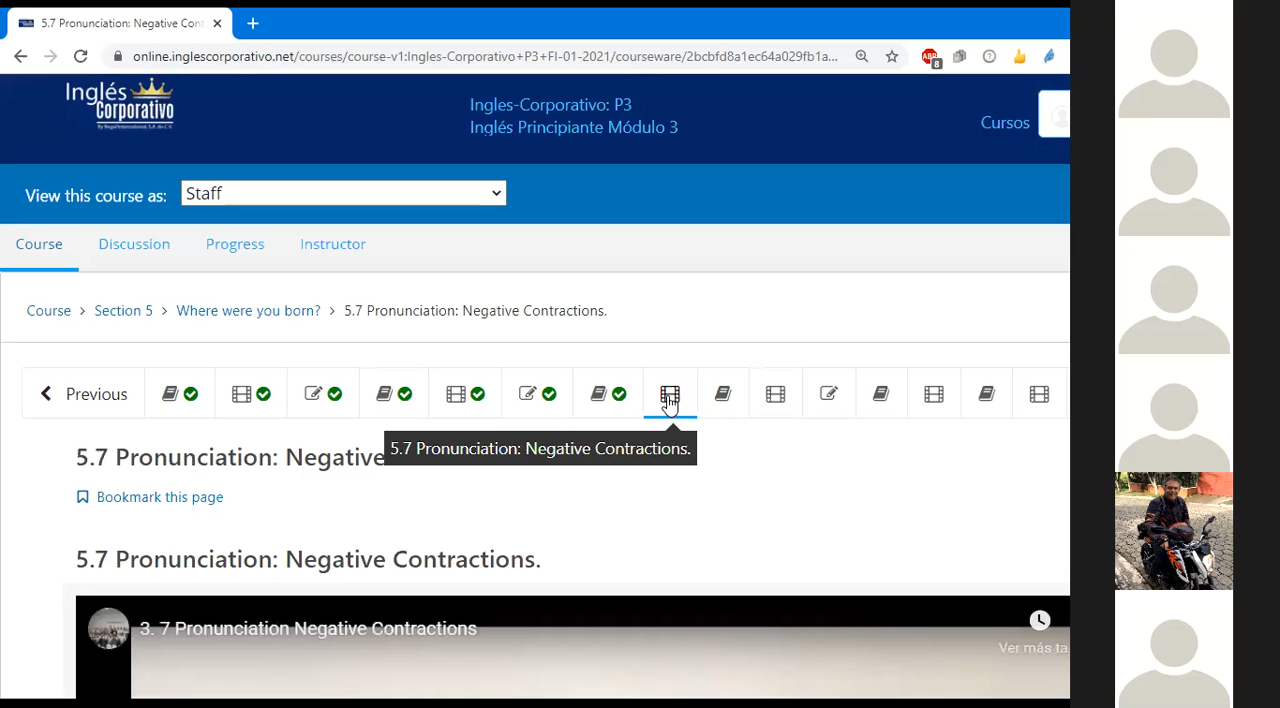 5.7 Pronunciation: Negative Cont
online.inglescorporativo.net/courses/course-v1:Ingles-Corporativo+P3+FI-01-2021/courseware/2bcbfd8a1ec64a029fb1a...
ABP
8
Inglés
Corporativo
Ingles-Corporativo: P3
Inglés Principiante Módulo 3
Cursos
View this course as:
Staff
Course
Discussion
Progress
Instructor
Course > Section 5 > Where were you born? > 5.7 Pronunciation: Negative Contractions.
Previous
5.7 Pronunciation: Negative Contractions.
5.7 Pronunciation: Negative
Bookmark this page
5.7 Pronunciation: Negative Contractions.
3. 7 Pronunciation Negative Contractions
Ver más ta